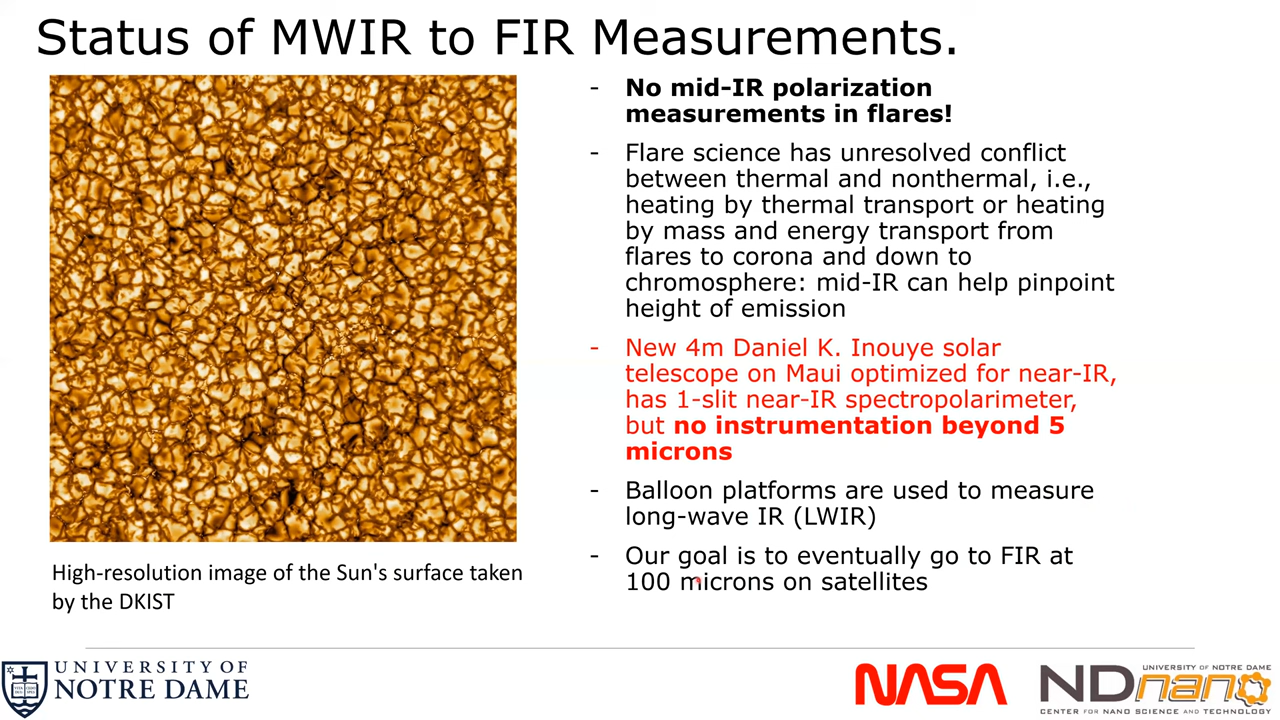 Status of MWIR to FIR Measurements.
- No mid-IR polarization
measurements in flares!
- Flare science has unresolved conflict
between thermal and nonthermal, i.e.,
heating by thermal transport or heating
by mass and energy transport from
flares to corona and down to
chromosphere: mid-IR can help pinpoint
height of emission
- New 4m Daniel K. Inouye solar
telescope on Maui optimized for near-IR,
has 1-slit near-IR spectropolarimeter,
but no instrumentation beyond 5
microns
- Balloon platforms are used to measure
long-wave IR (LWIR)
- Our goal is to eventually go to FIR at
100 microns on satellites
High-resolution image of the Sun's surface taken
by the DKIST
UNIVERSITY OF
NOTRE DAME
NASA
UNIVERSITY OF NOTRE DAME
NDnano
CENTER FOR NANO SCIENCE AND TECHNOLOGY